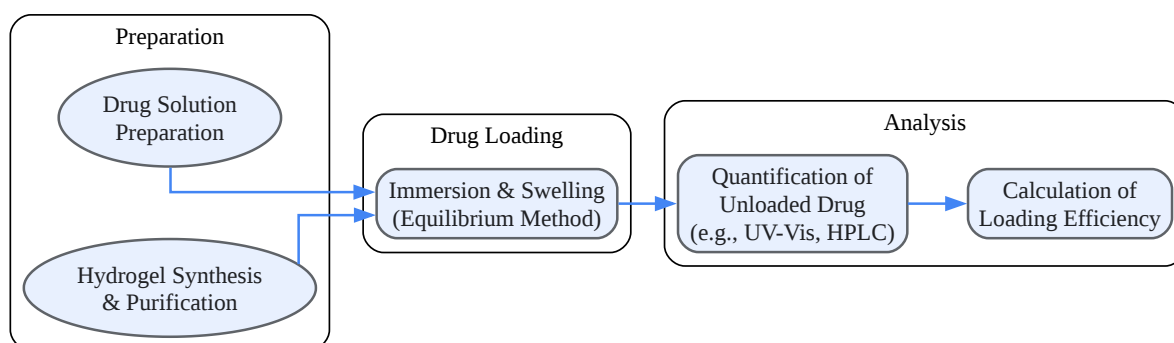 Preparation
Drug Solution
Preparation
Hydrogel Synthesis
& Purification
Drug Loading
Immersion & Swelling
(Equilibrium Method)
Analysis
Quantification of
Unloaded Drug
(e.g., UV-Vis, HPLC)
Calculation of
Loading Efficiency